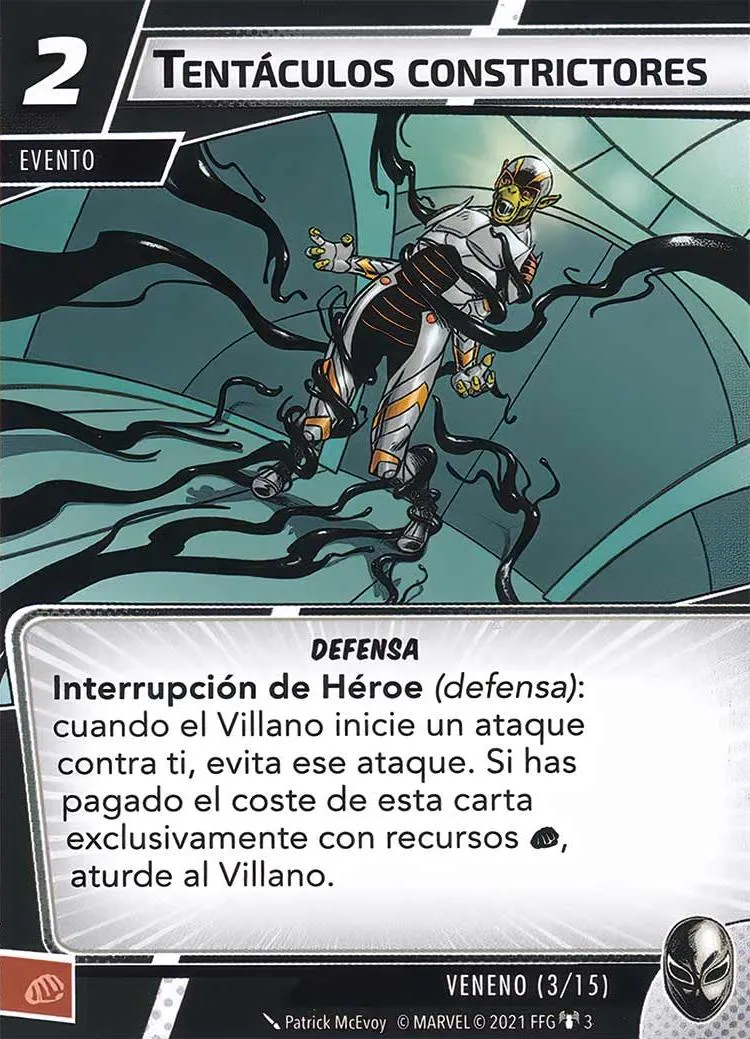 2
TENTÁCULOS CONSTRICTORES
EVENTO
DEFENSA
Interrupción de Héroe (defensa):
cuando el Villano inicie un ataque
contra ti, evita ese ataque. Si has
pagado el coste de esta carta
exclusivamente con recursos ,
aturde al Villano.
VENENO (3/15)
Patrick McEvoy © MARVEL © 2021 FFG 3